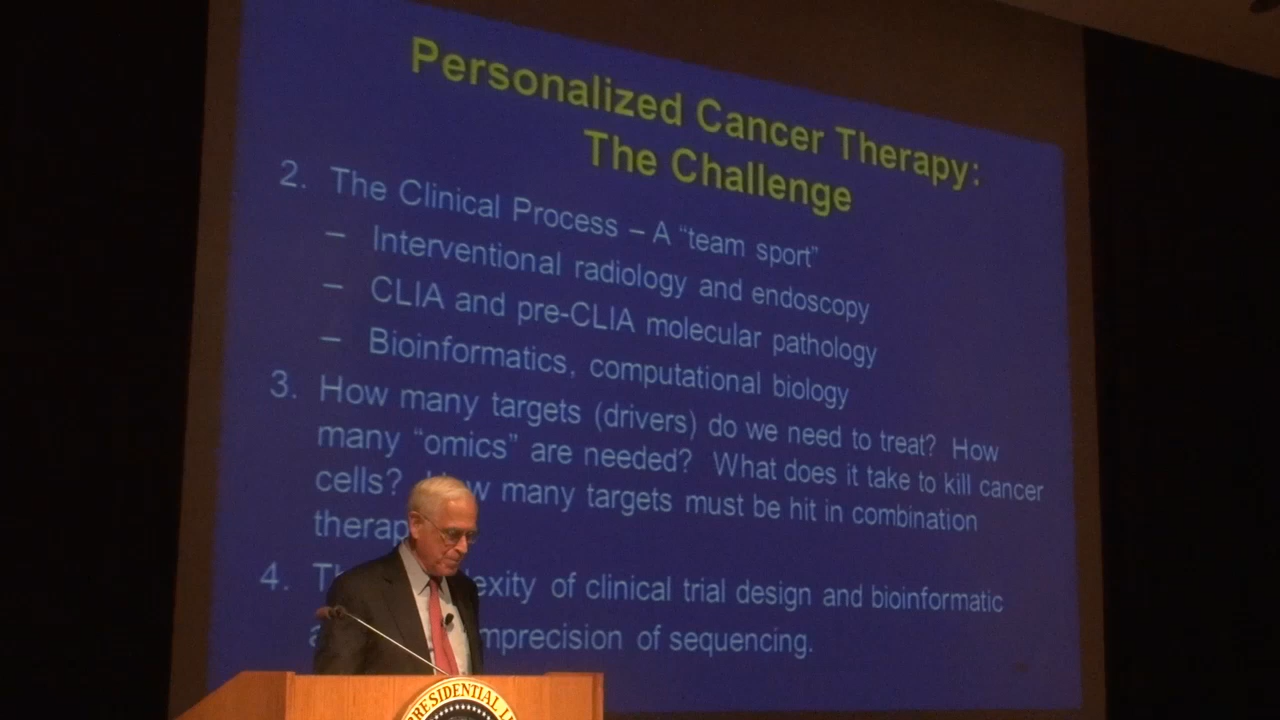 Personalized Cancer Therapy:
The Challenge
2. The Clinical Process – A “team sport”
– Interventional radiology and endoscopy
– CLIA and pre-CLIA molecular pathology
– Bioinformatics, computational biology
3. How many targets (drivers) do we need to treat? How
many “omics” are needed? What does it take to kill cancer
cells? many targets must be hit in combination
4. of clinical trial design and bioinformatic
of sequencing.
PRESIDENTIAL